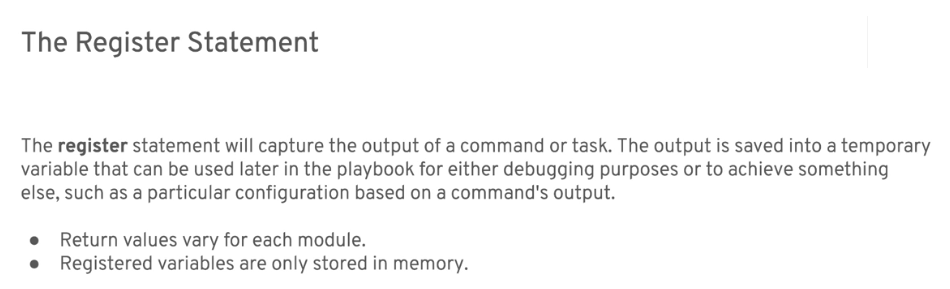 The Register Statement
The register statement will capture the output of a command or task. The output is saved into a temporary
variable that can be used later in the playbook for either debugging purposes or to achieve something
else, such as a particular configuration based on a command's output.
● Return values vary for each module.
● Registered variables are only stored in memory.